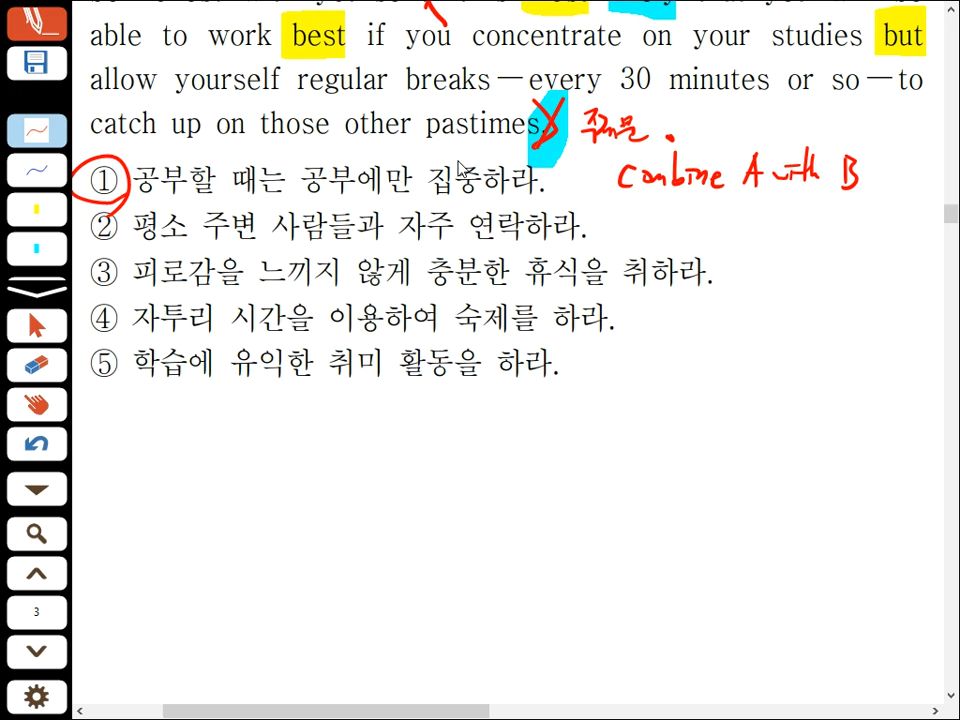 able to work best if you concentrate on your studies but
allow yourself regular breaks—every 30 minutes or so—to
catch up on those other pastimes.
주제문.
Combine A with B
① 공부할 때는 공부에만 집중하라.
② 평소 주변 사람들과 자주 연락하라.
③ 피로감을 느끼지 않게 충분한 휴식을 취하라.
④ 자투리 시간을 이용하여 숙제를 하라.
⑤ 학습에 유익한 취미 활동을 하라.
3